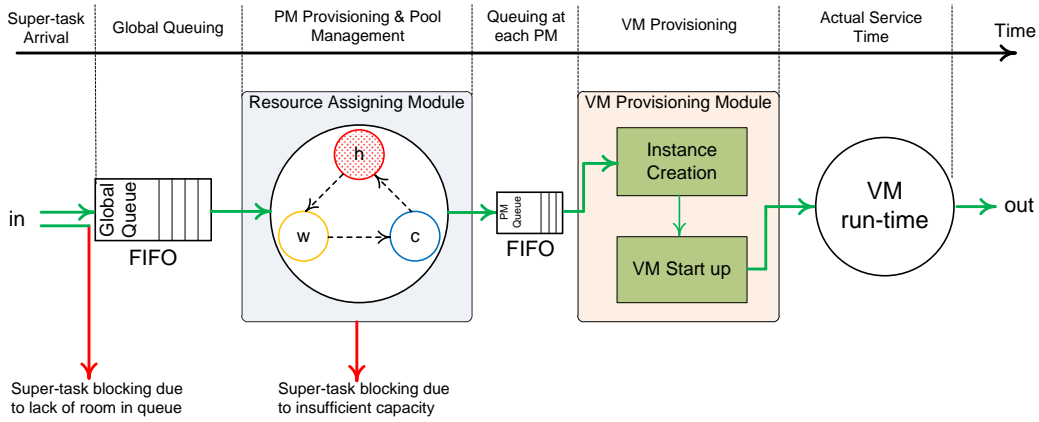 Super-task
Arrival
Global Queuing
PM Provisioning & Pool
Management
Queuing at
each PM
VM Provisioning
Actual Service
Time
Time
Resource Assigning Module
VM Provisioning Module
h
w
c
in
Global
Queue
FIFO
PM
Queue
FIFO
Instance
Creation
VM Start up
VM
run-time
out
Super-task blocking due
to lack of room in queue
Super-task blocking due
to insufficient capacity